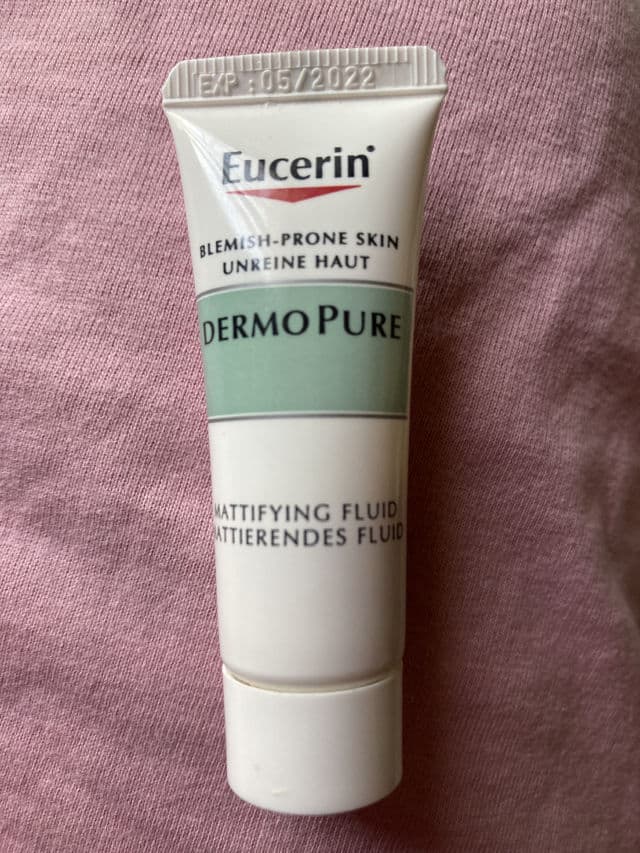 EXP : 05/2022
Eucerin
BLEMISH-PRONE SKIN
UNREINE HAUT
DERMO PURE
MATTIFYING FLUID
MATTIERENDES FLUID